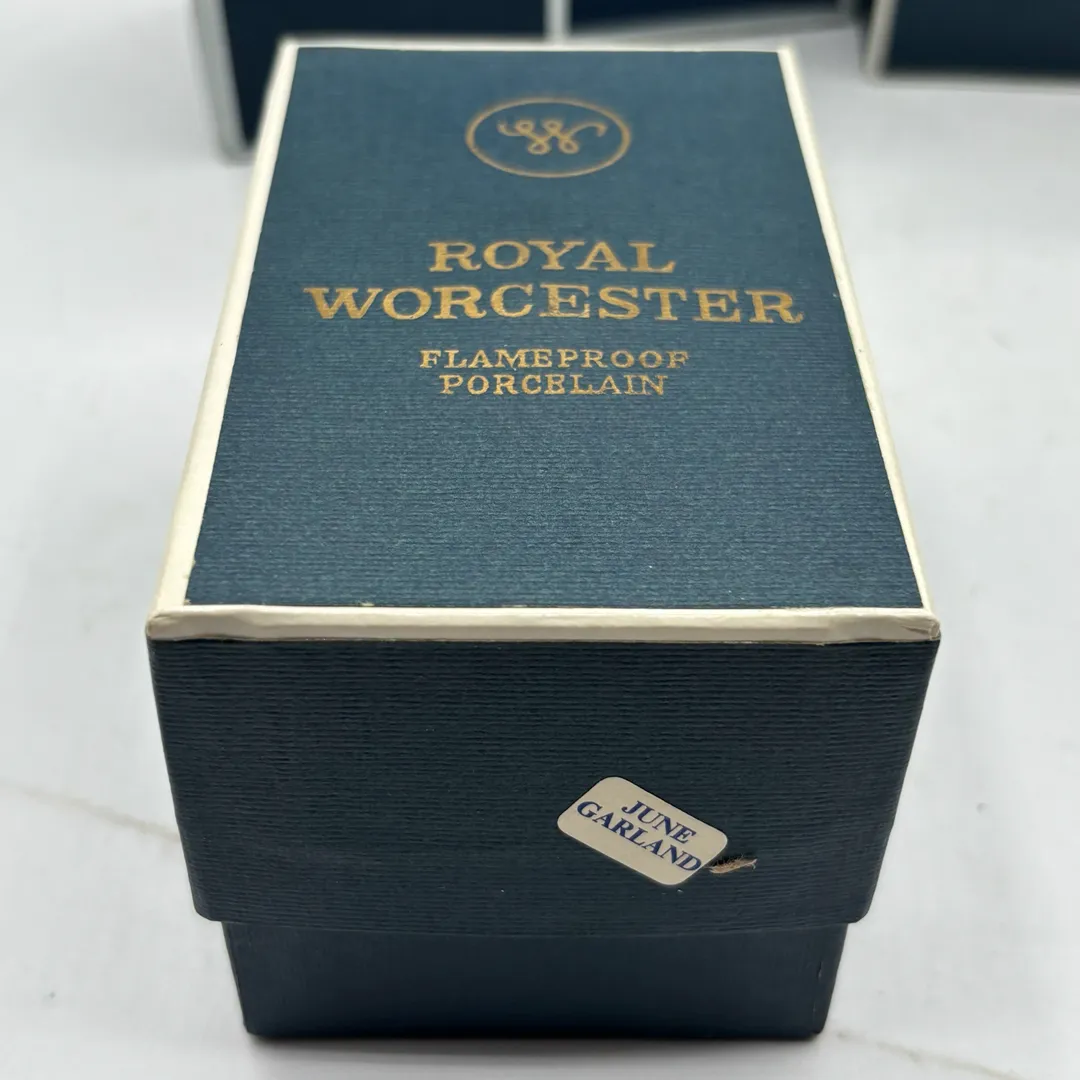 W
ROYAL
WORCESTER
FLAMEPROOF
PORCELAIN
JUNE
GARLAND